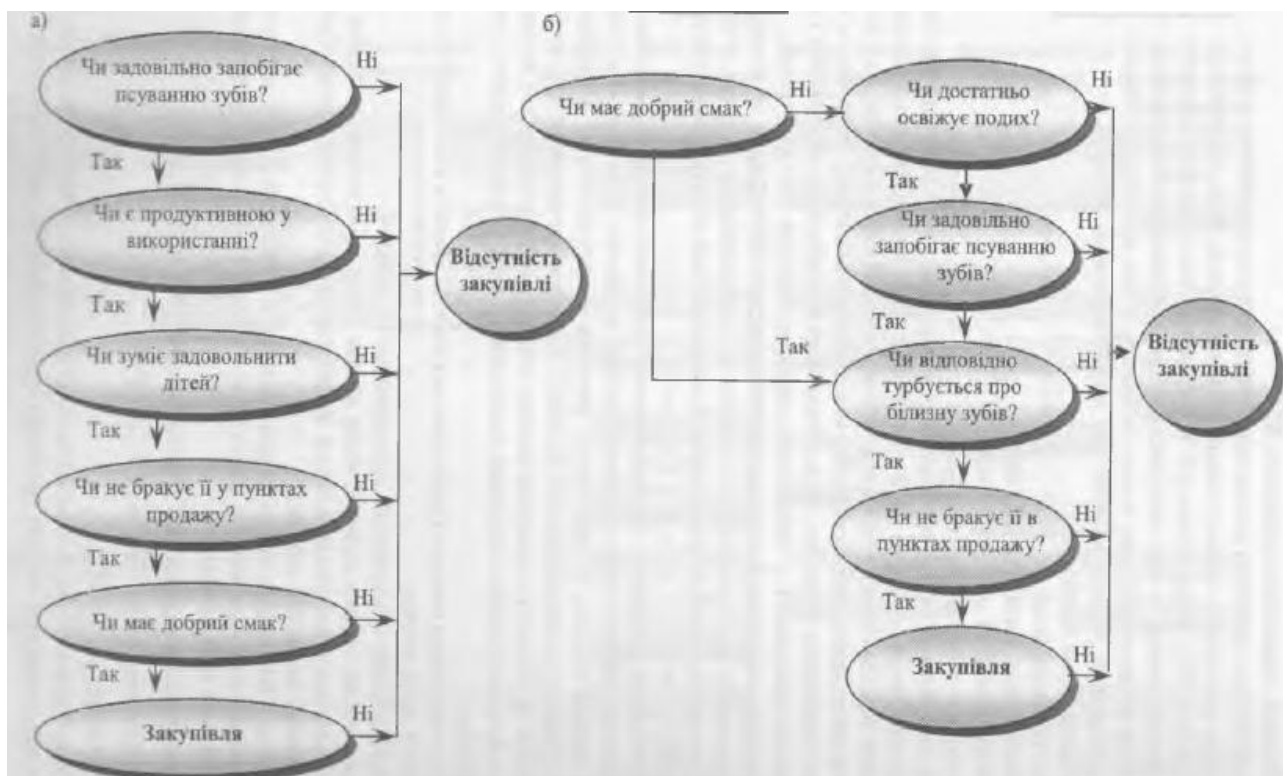 а)
Чи задовільно запобігає
псуванню зубів?
Ні
Так
Чи є продуктивною у
використанні?
Ні
Так
Чи зуміє задовольнити
дітей?
Ні
Так
Чи не бракує її у пунктах
продажу?
Ні
Так
Чи має добрий смак?
Ні
Так
Закупівля
Ні
Відсутність
закупівлі
б)
Чи має добрий смак?
Ні
Так
Чи достатньо
освіжує подих?
Ні
Так
Чи задовільно
запобігає псуванню
зубів?
Ні
Так
Чи відповідно
турбується про
білизну зубів?
Ні
Так
Чи не бракує її в
пунктах продажу?
Ні
Так
Закупівля
Ні
Відсутність
закупівлі